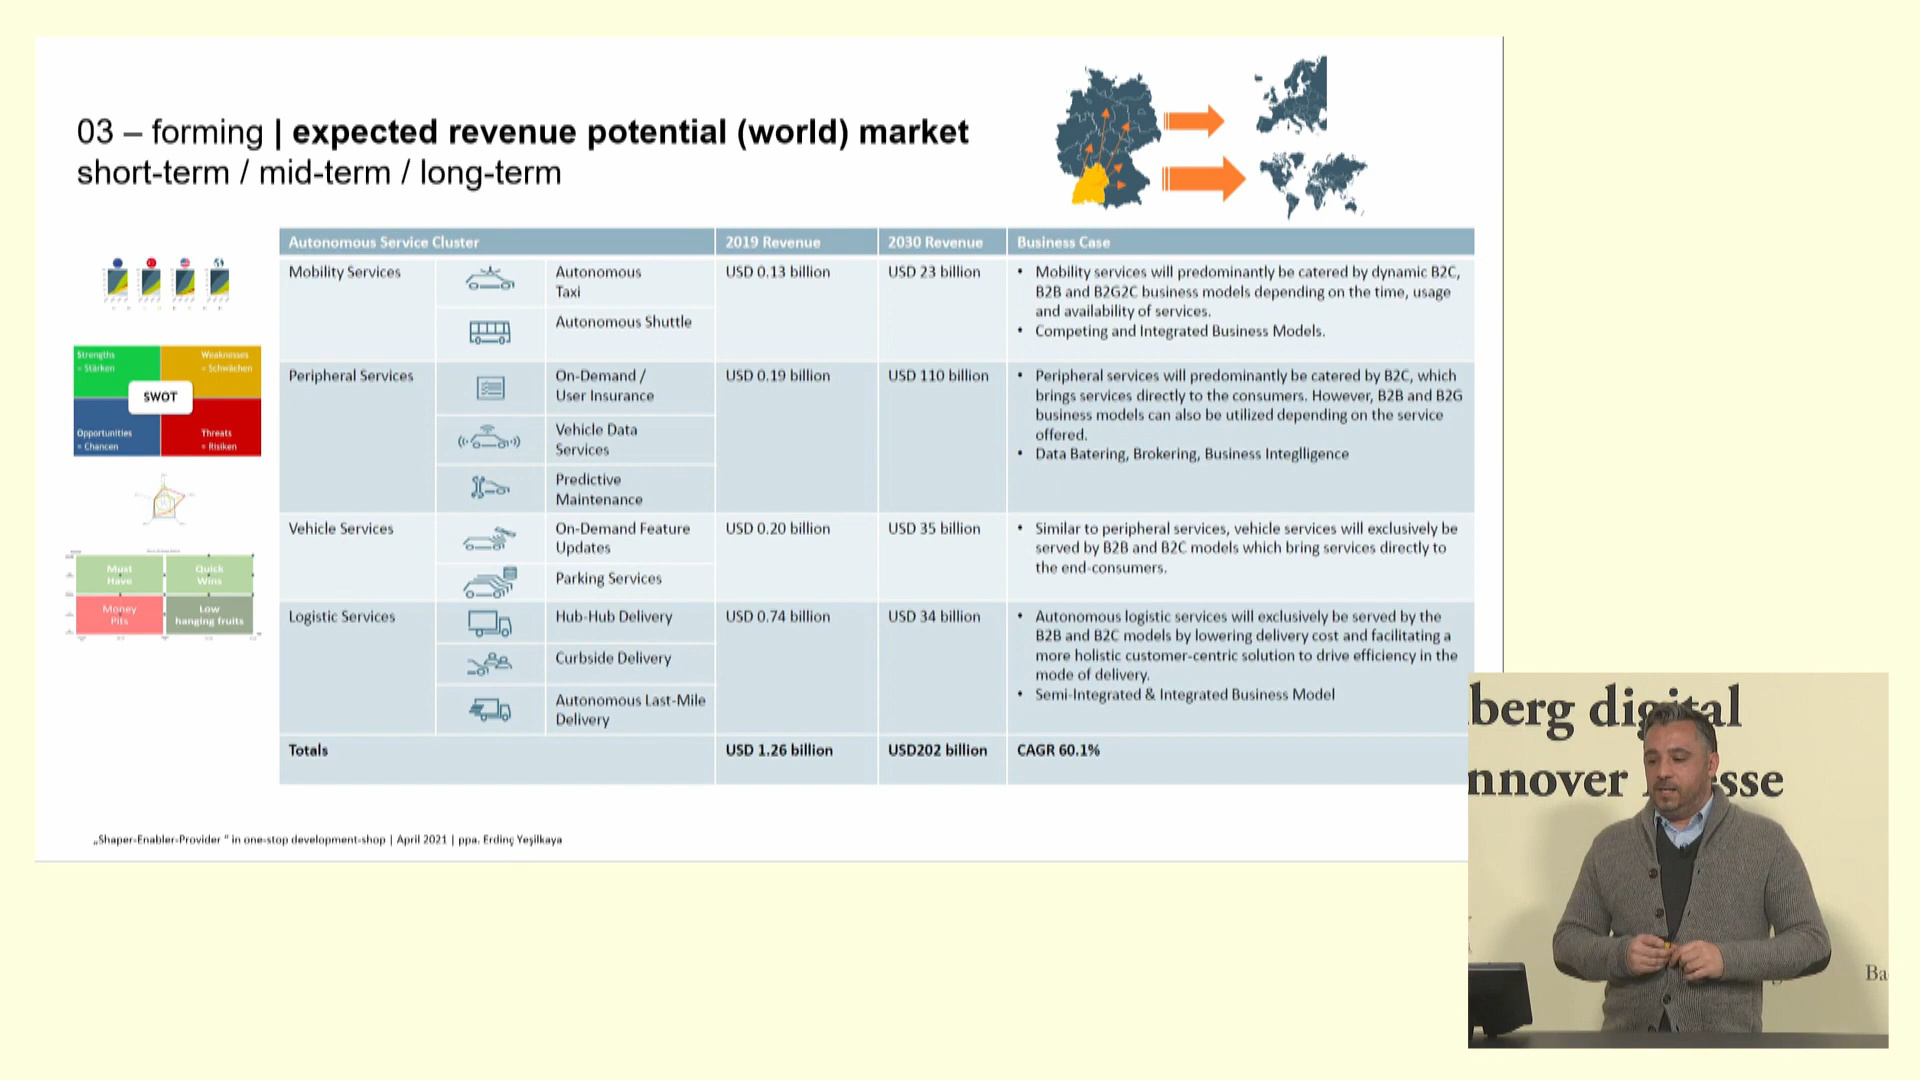 03 – forming | expected revenue potential (world) market
short-term / mid-term / long-term
Autonomous Service Cluster
2019 Revenue
2030 Revenue
Business Case
Mobility Services
Autonomous
Taxi
Autonomous Shuttle
USD 0.13 billion
USD 23 billion
• Mobility services will predominantly be catered by dynamic B2C,
B2B and B2G2C business models depending on the time, usage
and availability of services.
• Competing and Integrated Business Models.
Peripheral Services
On-Demand /
User Insurance
Vehicle Data
Services
Predictive
Maintenance
USD 0.19 billion
USD 110 billion
• Peripheral services will predominantly be catered by B2C, which
brings services directly to the consumers. However, B2B and B2G
business models can also be utilized depending on the service
offered.
• Data Batering, Brokering, Business Integlligence
Vehicle Services
On-Demand Feature
Updates
Parking Services
USD 0.20 billion
USD 35 billion
• Similar to peripheral services, vehicle services will exclusively be
served by B2B and B2C models which bring services directly to
the end-consumers.
Logistic Services
Hub-Hub Delivery
Curbside Delivery
Autonomous Last-Mile
Delivery
USD 0.74 billion
USD 34 billion
• Autonomous logistic services will exclusively be served by the
B2B and B2C models by lowering delivery cost and facilitating a
more holistic customer-centric solution to drive efficiency in the
mode of delivery.
• Semi-Integrated & Integrated Business Model
Totals
USD 1.26 billion
USD202 billion
CAGR 60.1%
Strengths
= Stärken
Weaknesses
= Schwächen
SWOT
Opportunities
= Chancen
Threats
= Risiken
Must
Have
Quick
Wins
Money
Pits
Low
hanging fruits
„Shaper-Enabler-Provider “ in one-stop development-shop | April 2021 | ppa. Erdinç Yeşilkaya
berg digital
nnover sse
Ba